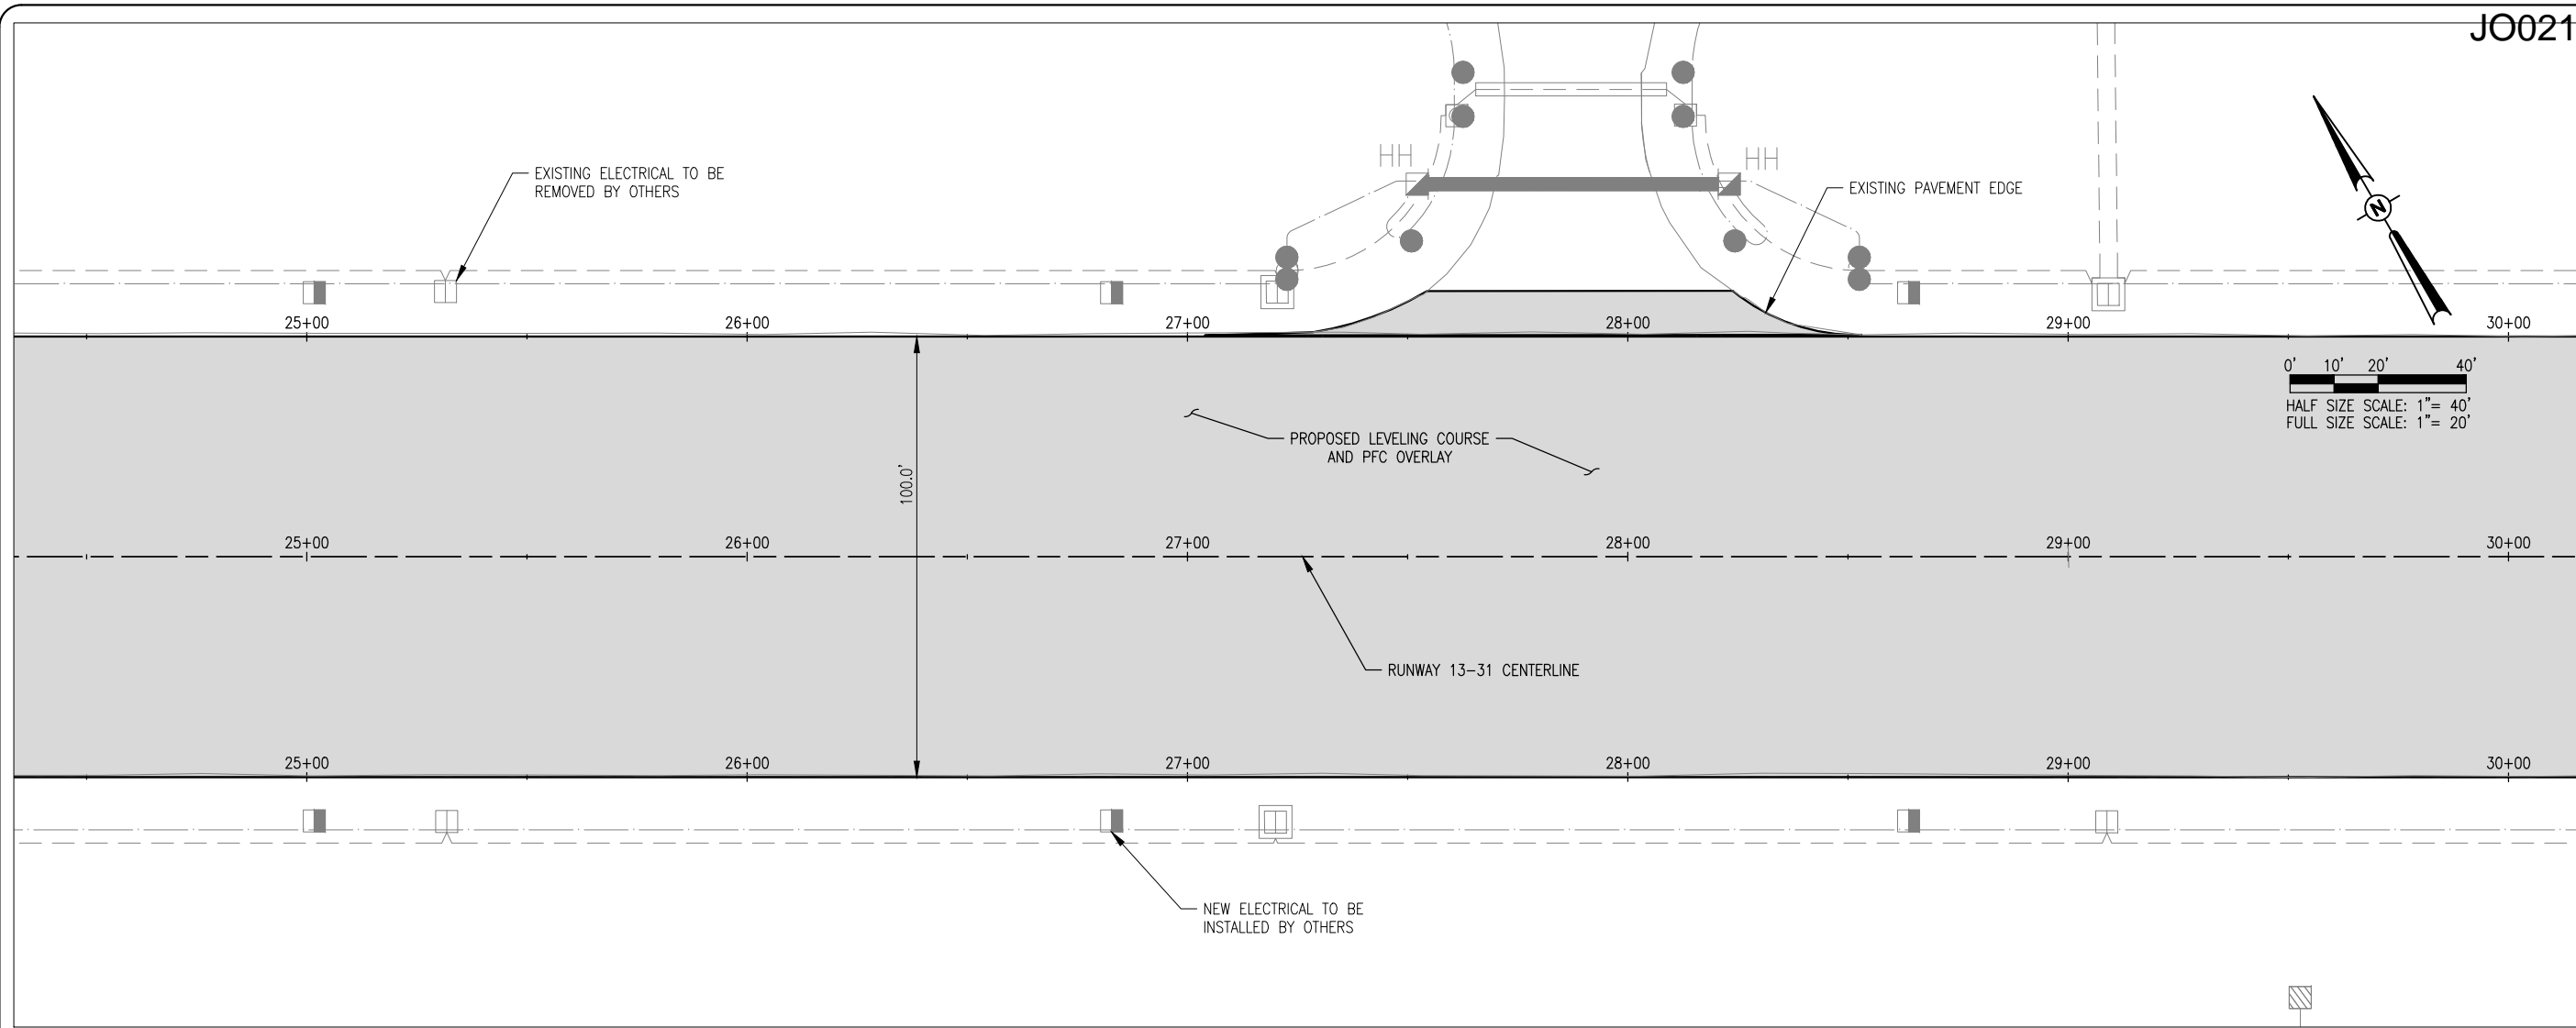 JO021
HH
HH
EXISTING ELECTRICAL TO BE
REMOVED BY OTHERS
EXISTING PAVEMENT EDGE
N
25+00
26+00
27+00
28+00
29+00
30+00
0' 10' 20' 40'
HALF SIZE SCALE: 1"= 40'
FULL SIZE SCALE: 1"= 20'
PROPOSED LEVELING COURSE
AND PFC OVERLAY
100.0'
25+00
26+00
27+00
28+00
29+00
30+00
RUNWAY 13-31 CENTERLINE
25+00
26+00
27+00
28+00
29+00
30+00
NEW ELECTRICAL TO BE
INSTALLED BY OTHERS